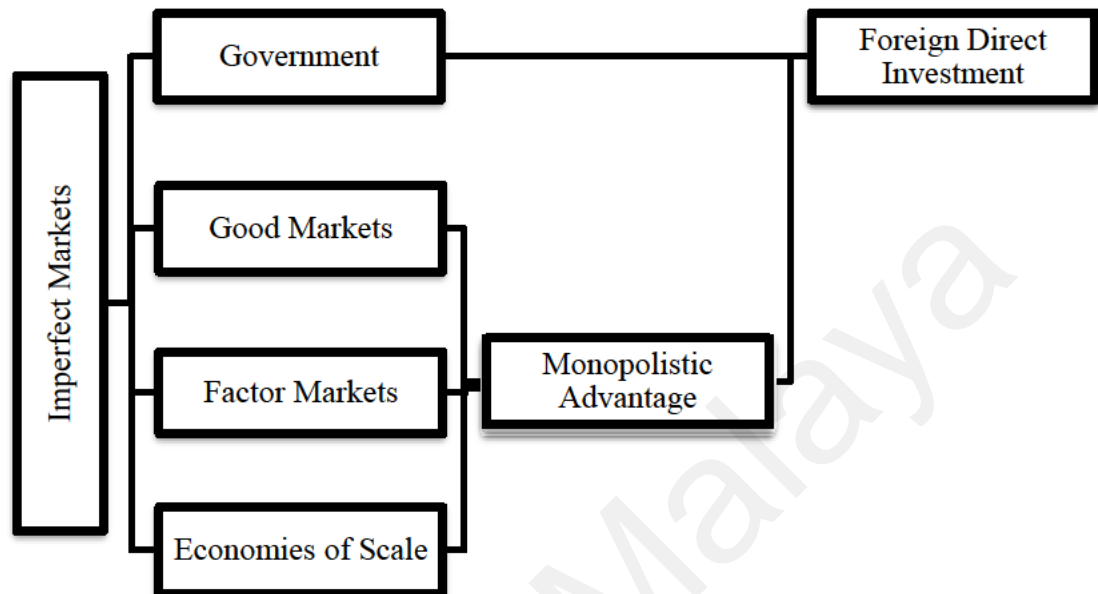 Government
Foreign Direct
Investment
Imperfect Markets
Good Markets
Factor Markets
Monopolistic
Advantage
Economies of Scale
Malaya